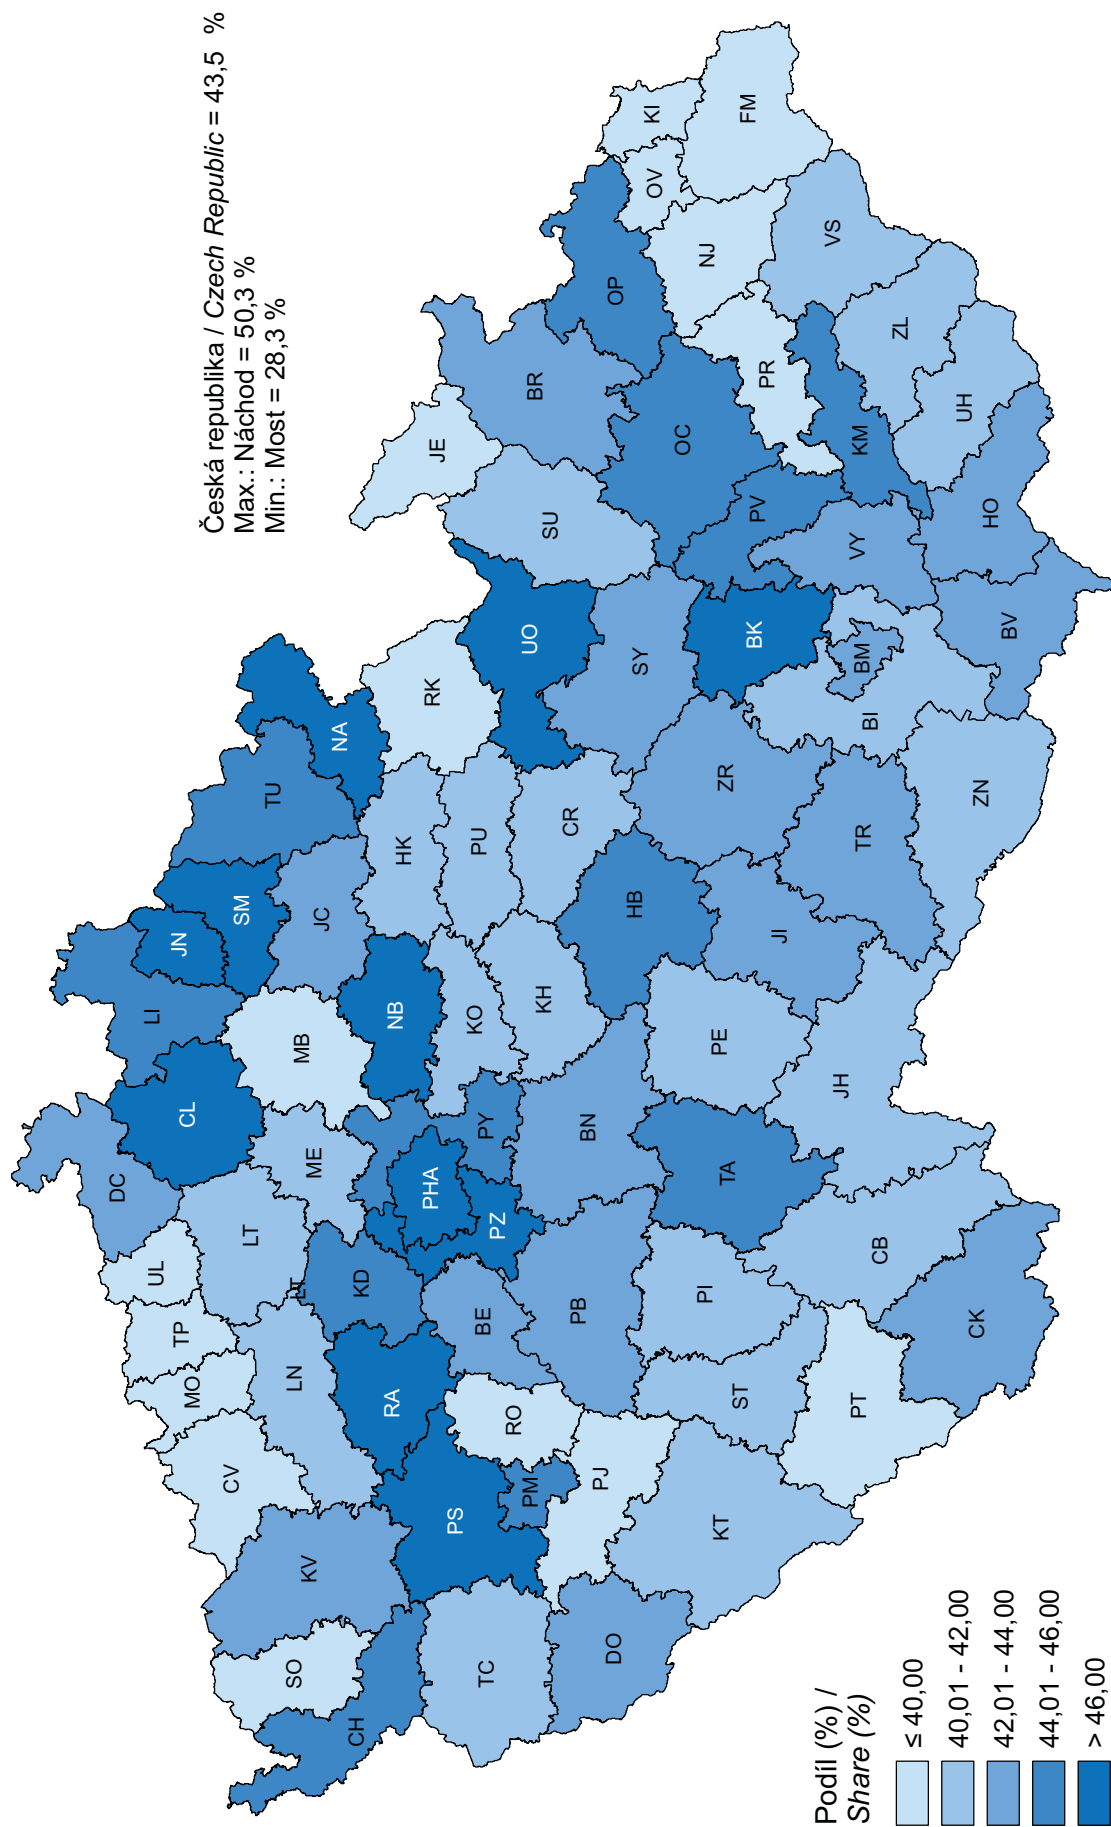 Česká republika / Czech Republic = 43,5 %
Max.: Náchod = 50,3 %
Min.: Most = 28,3 %
DC
CL
LI
JN
SM
TU
NA
JE
BR
OP
OV
KI
FM
NJ
VS
PR
ZL
KM
UH
OC
PV
SU
HO
VY
UO
SY
BK
BM
BI
BV
RK
HK
PU
CR
ZR
ZN
TR
JC
NB
KO
KH
HB
JI
MB
ME
PY
PHA
PZ
BN
PE
JH
TA
UL
LT
LT
KD
BE
PB
PI
CB
CK
TP
MO
LN
RA
RO
ST
PT
CV
KV
PS
PM
PJ
KT
SO
CH
TC
DO
Podíl (%) /
Share (%)
≤ 40,00
40,01 - 42,00
42,01 - 44,00
44,01 - 46,00
> 46,00